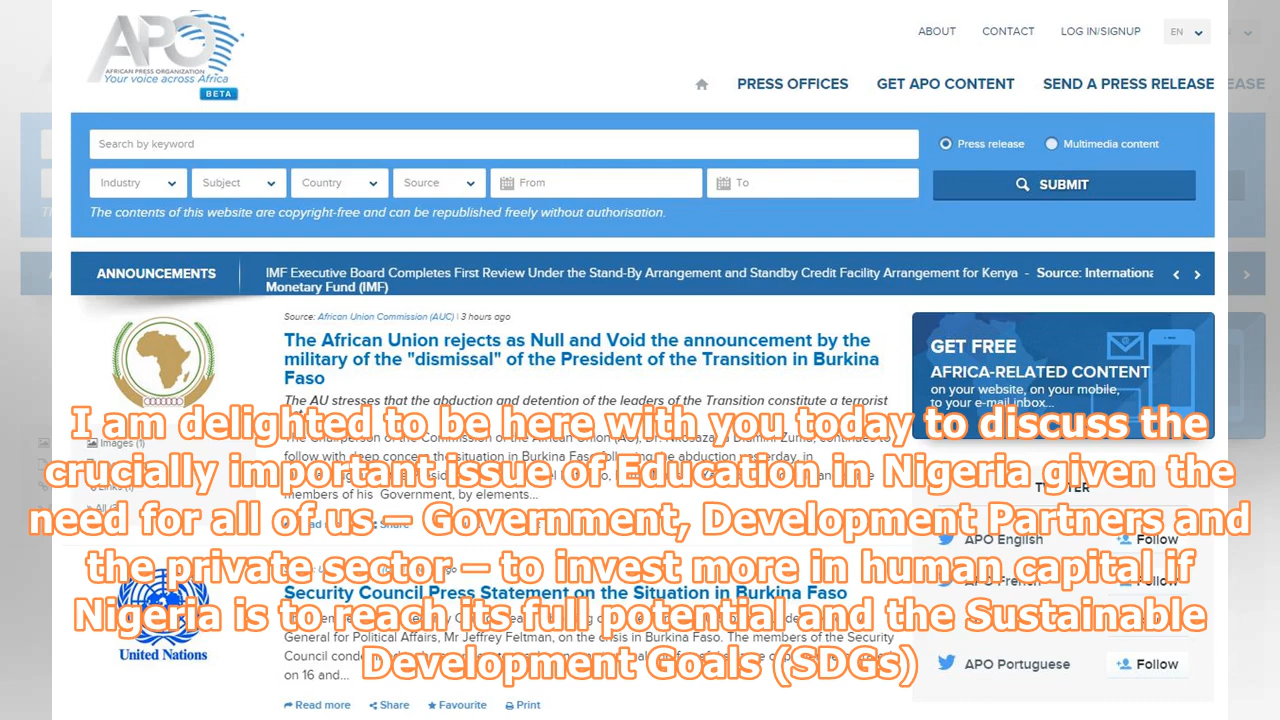 APO
AFRICAN PRESS ORGANIZATION
Your voice across Africa
BETA
ABOUT CONTACT LOG IN/SIGNUP EN
PRESS OFFICES GET APO CONTENT SEND A PRESS RELEASE
Search by keyword
Press release Multimedia content
Industry Subject Country Source From To
SUBMIT
The contents of this website are copyright-free and can be republished freely without authorisation.
ANNOUNCEMENTS
IMF Executive Board Completes First Review Under the Stand-By Arrangement and Standby Credit Facility Arrangement for Kenya - Source: Internationa
Monetary Fund (IMF)
Source: African Union Commission (AUC) | 3 hours ago
The African Union rejects as Null and Void the announcement by the
military of the "dismissal" of the President of the Transition in Burkina
Faso
The AU stresses that the abduction and detention of the leaders of the Transition constitute a terrorist
GET FREE
AFRICA-RELATED CONTENT
on your website, on your mobile,
to your e-mail inbox...
I am delighted to be here with you today to discuss the
crucially important issue of Education in Nigeria given the
need for all of us – Government, Development Partners and
the private sector – to invest more in human capital if
Nigeria is to reach its full potential and the Sustainable
Development Goals (SDGs)
Images (1)
members of his Government, by elements...
TWITTER
APO English Follow
Security Council Press Statement on the Situation in Burkina Faso
General for Political Affairs, Mr Jeffrey Feltman, on the crisis in Burkina Faso. The members of the Security
on 16 and...
United Nations
APO Portuguese Follow
Read more Share Favourite Print